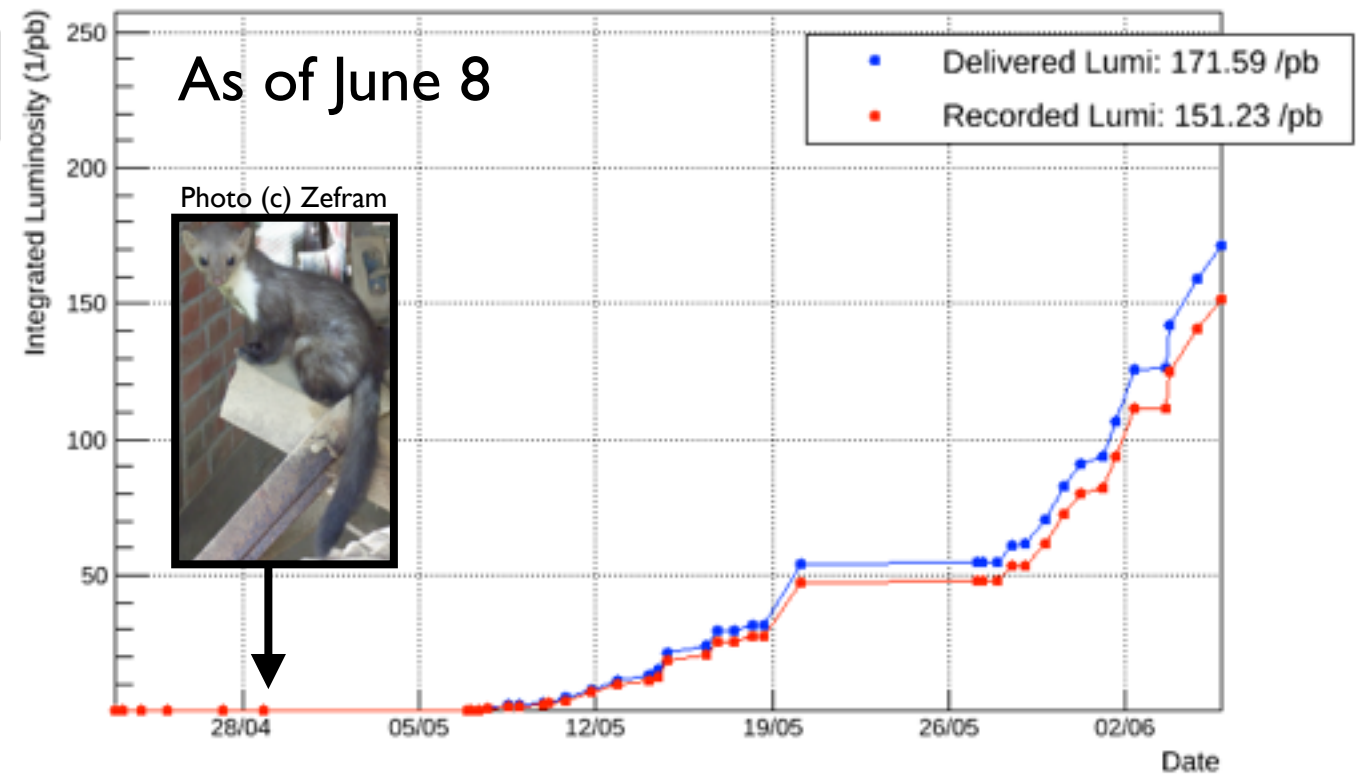 Integrated Luminosity (1/pb)
250
200
150
100
50
As of June 8
Photo (c) Zefram
Delivered Lumi: 171.59 /pb
Recorded Lumi: 151.23 /pb
28/04
05/05
12/05
19/05
26/05
02/06
Date